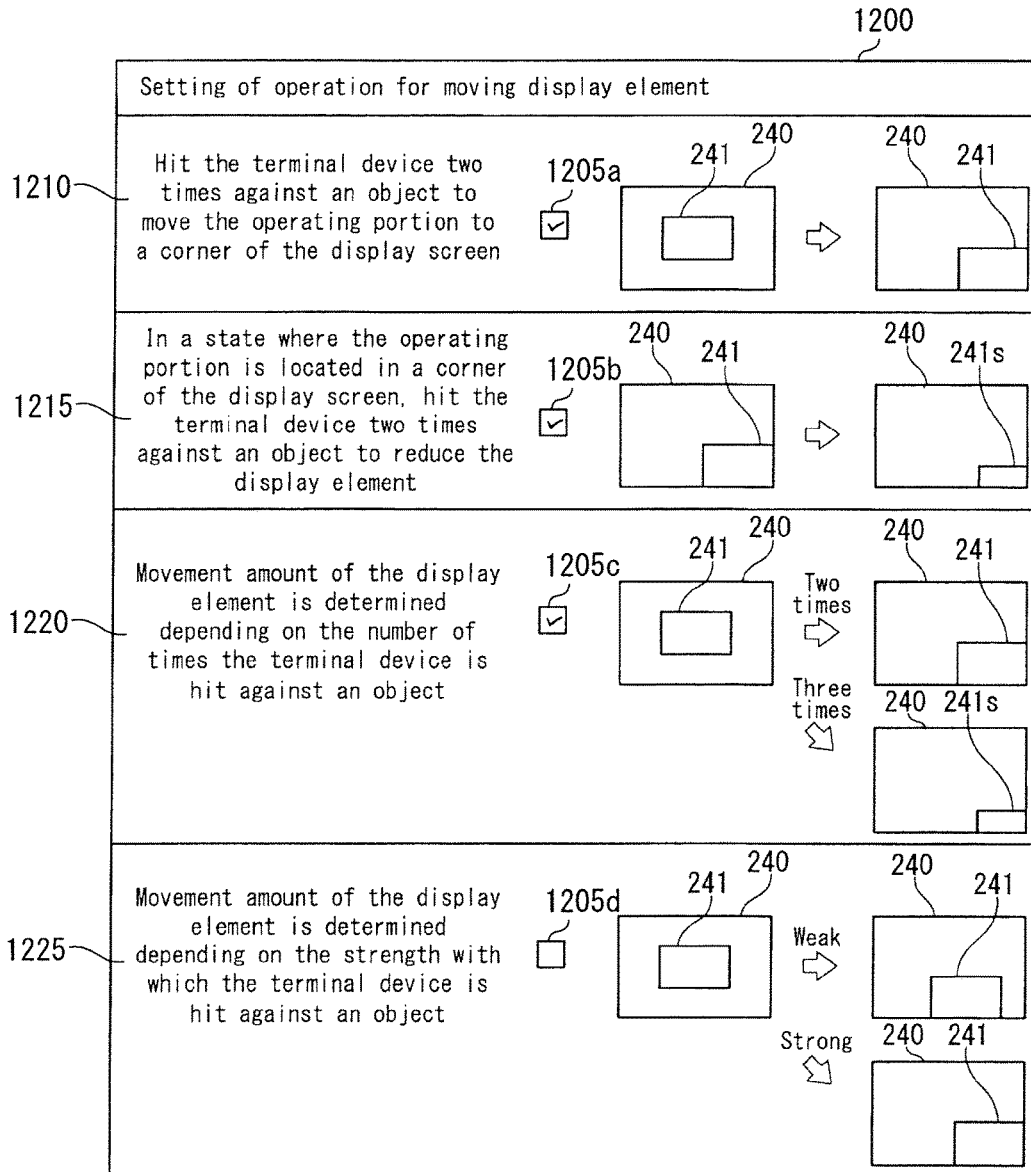 1200
Setting of operation for moving display element
1210
Hit the terminal device two
times against an object to
move the operating portion to
a corner of the display screen
1205a
241
240
240
241
1215
In a state where the operating
portion is located in a corner
of the display screen, hit the
terminal device two times
against an object to reduce the
display element
1205b
240
241
240
241s
1220
Movement amount of the display
element is determined
depending on the number of
times the terminal device is
hit against an object
1205c
241
240
Two
times
240
241
Three
times
240
241s
1225
Movement amount of the display
element is determined
depending on the strength with
which the terminal device is
hit against an object
1205d
241
240
Weak
240
241
Strong
240
241